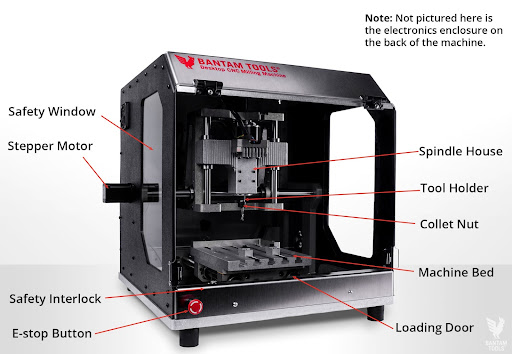 Note: Not pictured here is
the electronics enclosure on
the back of the machine.
BANTAM TOOLS®
Desktop CNC Milling Machine
Safety Window
Stepper Motor
Spindle House
Tool Holder
Collet Nut
Machine Bed
Safety Interlock
E-stop Button
Loading Door
BANTAM
TOOLS